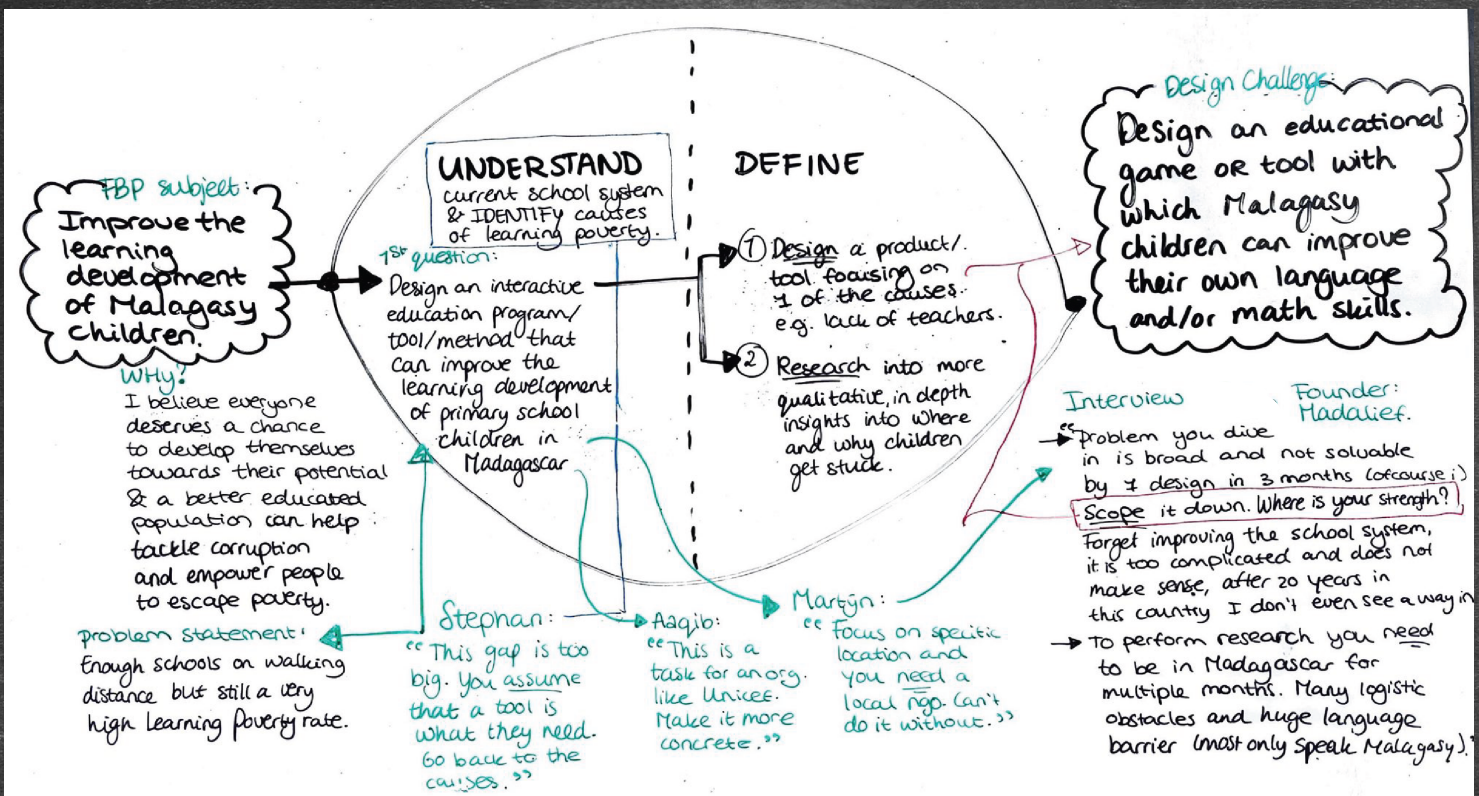 FBP subject:
Improve the
learning
development
of Malagasy
children.
WHY?
I believe everyone
deserves a chance
to develop themselves
towards their potential
& a better educated
population can help
tackle corruption
and empower people
to escape poverty.
Problem statement:
Enough schools on walking
distance but still a very
high Learning Poverty rate.
UNDERSTAND
current school system
& IDENTIFY causes
of learning poverty.
1st question:
Design an interactive
education program/
tool/method that
can improve the
learning development
of primary school
children in
Madagascar
DEFINE
1 Design a product/
tool focusing on
1 of the causes.
e.g. lack of teachers.
2 Research into more
qualitative, in depth
insights into where
and why children
get stuck.
Stephan:
"This gap is too
big. You assume
that a tool is
what they need.
Go back to the
causes."
Aaqib:
"This is a
task for an org.
like Unicef.
Make it more
concrete."
Martijn:
"Focus on specific
location and
you need a
local ngo. Can't
do it without."
Design Challenge:
Design an educational
game OR tool with
which Malagasy
children can improve
their own language
and/or math skills.
Interview Founder:
Madalief.
"Problem you dive
in is broad and not solvable
by 1 design in 3 months (ofcourse ;)
Scope it down. Where is your strength?
Forget improving the school system,
it is too complicated and does not
make sense, after 20 years in
this country I don't even see a way in
To perform research you need
to be in Madagascar for
multiple months. Many logistic
obstacles and huge language
barrier (most only speak Malagasy)."